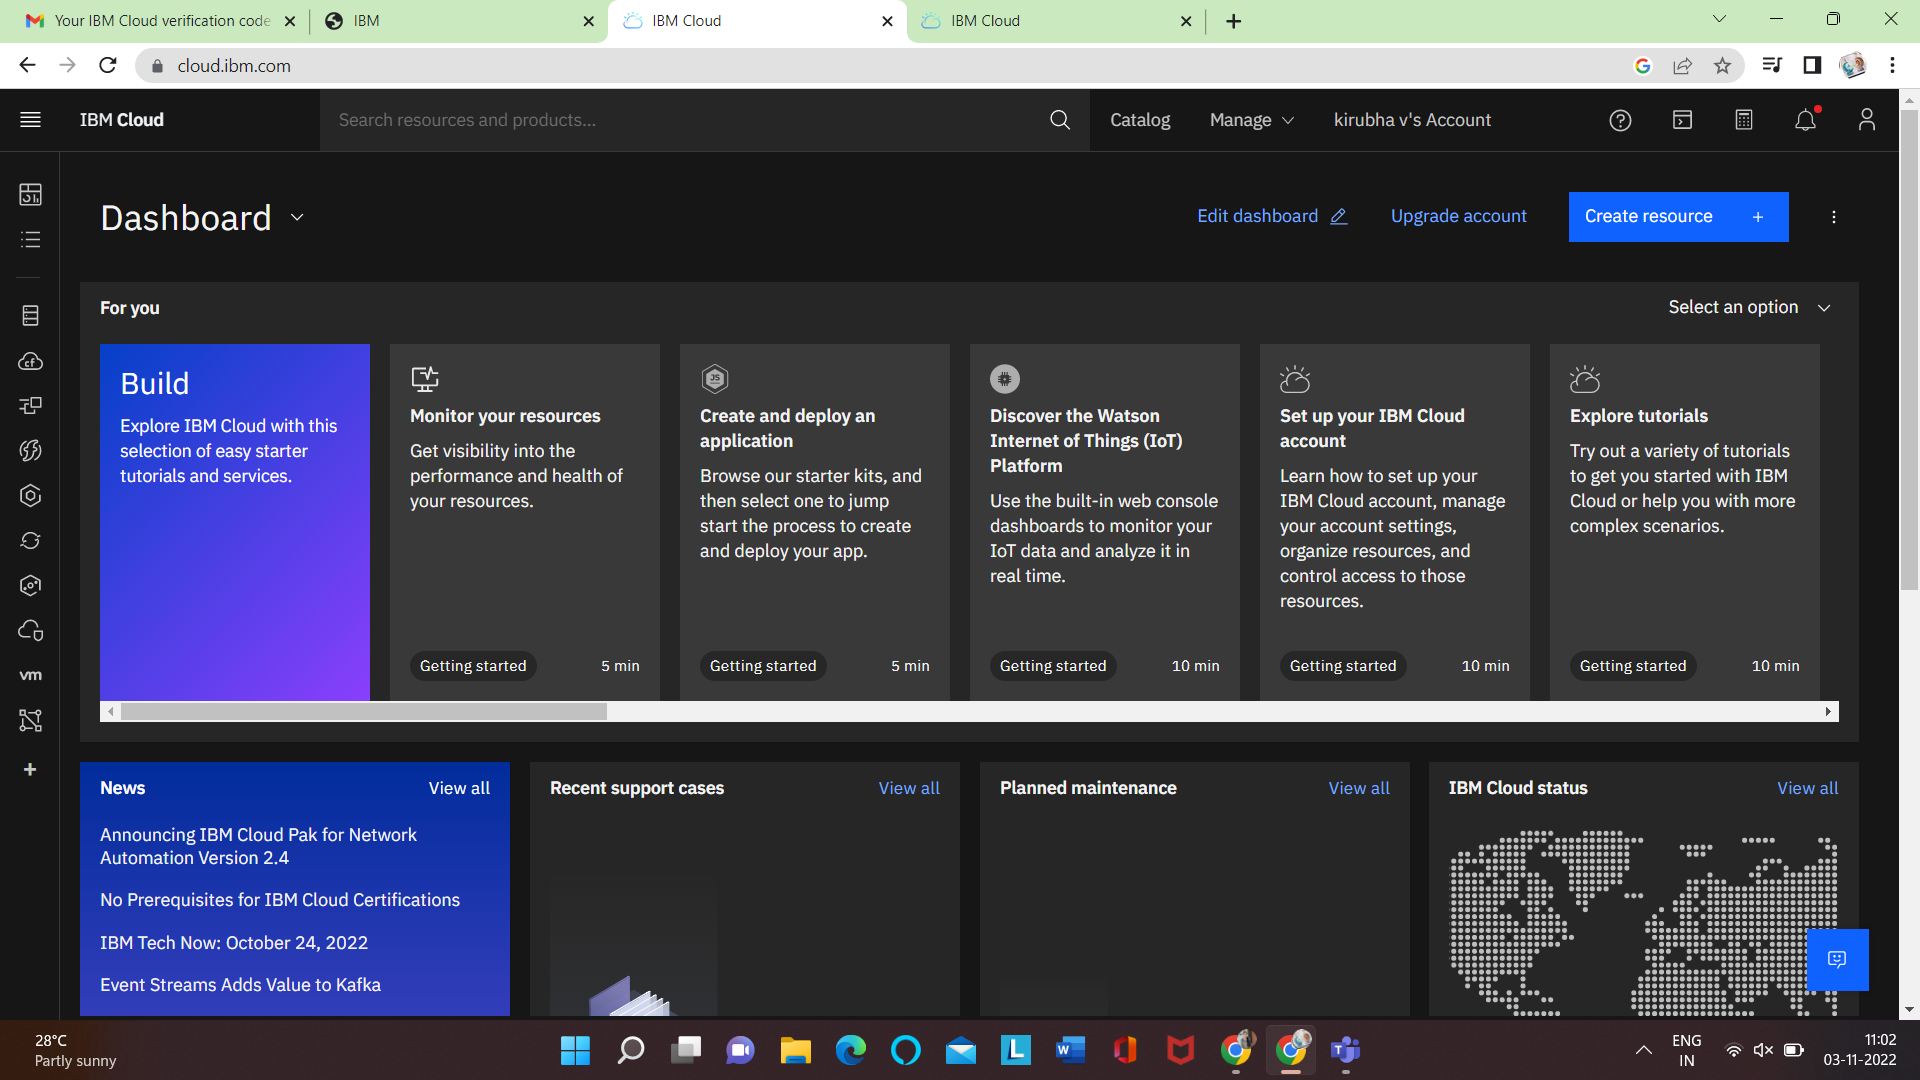 Your IBM Cloud verification code
IBM
IBM Cloud
IBM Cloud
cloud.ibm.com
IBM Cloud
Search resources and products...
Catalog
Manage
kirubha v's Account
Dashboard
Edit dashboard
Upgrade account
Create resource +
For you
Select an option
Build
Explore IBM Cloud with this
selection of easy starter
tutorials and services.
Monitor your resources
Get visibility into the
performance and health of
your resources.
Getting started 5 min
Create and deploy an
application
Browse our starter kits, and
then select one to jump
start the process to create
and deploy your app.
Getting started 5 min
Discover the Watson
Internet of Things (IoT)
Platform
Use the built-in web console
dashboards to monitor your
IoT data and analyze it in
real time.
Getting started 10 min
Set up your IBM Cloud
account
Learn how to set up your
IBM Cloud account, manage
your account settings,
organize resources, and
control access to those
resources.
Getting started 10 min
Explore tutorials
Try out a variety of tutorials
to get you started with IBM
Cloud or help you with more
complex scenarios.
Getting started 10 min
vm
News View all
Announcing IBM Cloud Pak for Network
Automation Version 2.4
No Prerequisites for IBM Cloud Certifications
IBM Tech Now: October 24, 2022
Event Streams Adds Value to Kafka
Recent support cases View all
Planned maintenance View all
IBM Cloud status View all
28°C
Partly sunny
ENG
IN
11:02
03-11-2022